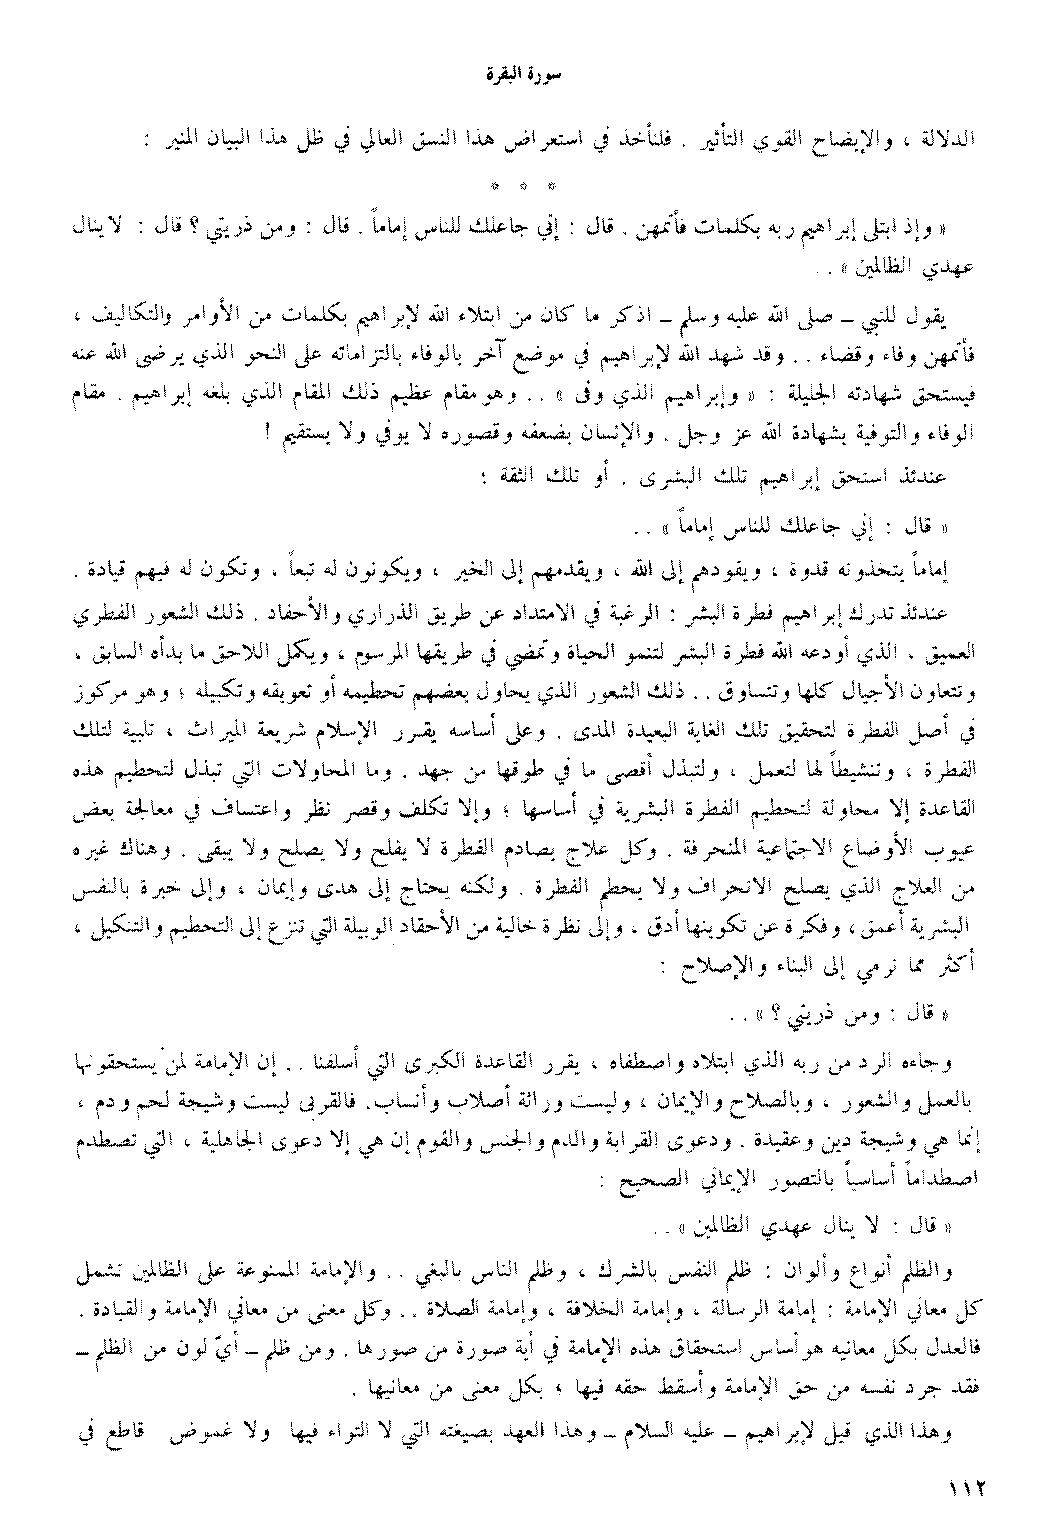 سورة البقرة
الدلالة ، والإيضاح القوي التأثير . فلنأخذ في استعراض هذا النسق العالي في ظل هذا البيان المنير :
* * *
« وإذ ابتلى إبراهيم ربه بكلمات فأتمهن . قال : إني جاعلك للناس إماماً . قال : ومن ذريتي ؟ قال : لا ينال
عهدي الظالمين » . .
يقول للنبي – صلى الله عليه وسلم – اذكر ما كان من ابتلاء الله لإبراهيم بكلمات من الأوامر والتكاليف ،
فأتمهن وفاء وقضاء . . وقد شهد الله لإبراهيم في موضع آخر بالوفاء بالتزاماته على النحو الذي يرضى الله عنه
فيستحق شهادته الجليلة : « وإبراهيم الذي وفى » . . وهو مقام عظيم ذلك المقام الذي بلغه إبراهيم . مقام
الوفاء والتوفية بشهادة الله عز وجل . والإنسان بضعفه وقصوره لا يوفي ولا يستقيم !
عندئذ استحق إبراهيم تلك البشرى . أو تلك الثقة ؛
« قال : إني جاعلك للناس إماماً » . .
إماماً يتخذونه قدوة ، ويقودهم إلى الله ، ويقدمهم إلى الخير ، ويكونون له تبعاً ، وتكون له فيهم قيادة .
عندئذ تدرك إبراهيم فطرة البشر : الرغبة في الامتداد عن طريق الذراري والأحفاد . ذلك الشعور الفطري
العميق ، الذي أودعه الله فطرة البشر لتنمو الحياة وتمضي في طريقها المرسوم ، ويكمل اللاحق ما بدأه السابق ،
وتتعاون الأجيال كلها وتتساوق . . ذلك الشعور الذي يحاول بعضهم تحطيمه أو تعويقه وتكبيله ؛ وهو مركوز
في أصل الفطرة لتحقيق تلك الغاية البعيدة المدى . وعلى أساسه يقرر الإسلام شريعة الميراث ، تلبية لتلك
الفطرة ، وتنشيطاً لها لتعمل ، ولتبذل أقصى ما في طوقها من جهد . وما المحاولات التي تبذل لتحطيم هذه
القاعدة إلا محاولة لتحطيم الفطرة البشرية في أساسها ؛ وإلا تكلف وقصر نظر واعتساف في معالجة بعض
عيوب الأوضاع الاجتماعية المنحرفة . وكل علاج يصادم الفطرة لا يفلح ولا يصلح ولا يبقى . وهناك غيره
من العلاج الذي يصلح الانحراف ولا يحطم الفطرة . ولكنه يحتاج إلى هدى وإيمان ، وإلى خبرة بالنفس
البشرية أعمق ، وفكرة عن تكوينها أدق ، وإلى نظرة خالية من الأحقاد الوبيلة التي تنزع إلى التحطيم والتنكيل ،
أكثر مما ترمي إلى البناء والإصلاح :
« قال : ومن ذريتي ؟ » . .
وجاءه الرد من ربه الذي ابتلاه واصطفاه ، يقرر القاعدة الكبرى التي أسلفنا . . إن الإمامة لمن يستحقونها
بالعمل والشعور ، وبالصلاح والإيمان ، وليست وراثة أصلاب وأنساب. فالقربى ليست وشيجة لحم ودم ،
إنما هي وشيجة دين وعقيدة . ودعوى القرابة والدم والجنس والقوم إن هي إلا دعوى الجاهلية ، التي تصطدم
اصطداماً أساسياً بالتصور الإيماني الصحيح :
« قال : لا ينال عهدي الظالمين » . .
والظلم أنواع وألوان : ظلم النفس بالشرك ، وظلم الناس بالبغي . . والإمامة الممنوعة على الظالمين تشمل
كل معاني الإمامة : إمامة الرسالة ، وإمامة الخلافة ، وإمامة الصلاة . . وكل معنى من معاني الإمامة والقيادة .
فالعدل بكل معانيه هو أساس استحقاق هذه الإمامة في أية صورة من صورها . ومن ظلم – أيّ لون من الظلم –
فقد جرد نفسه من حق الإمامة وأسقط حقه فيها ؛ بكل معنى من معانيها .
وهذا الذي قيل لإبراهيم – عليه السلام – وهذا العهد بصيغته التي لا التواء فيها ولا غموض قاطع في
١١٢